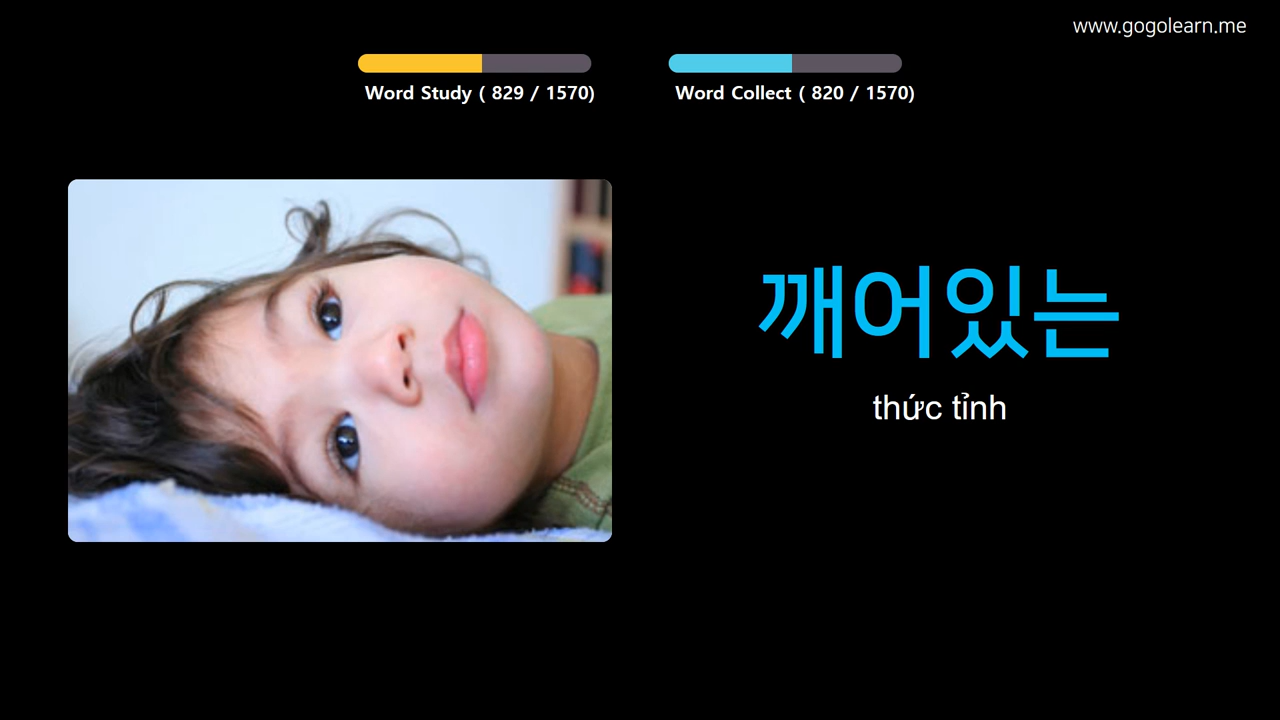 www.gogolearn.me
Word Study ( 829 / 1570)
Word Collect ( 820 / 1570)
깨어있는
thức tỉnh